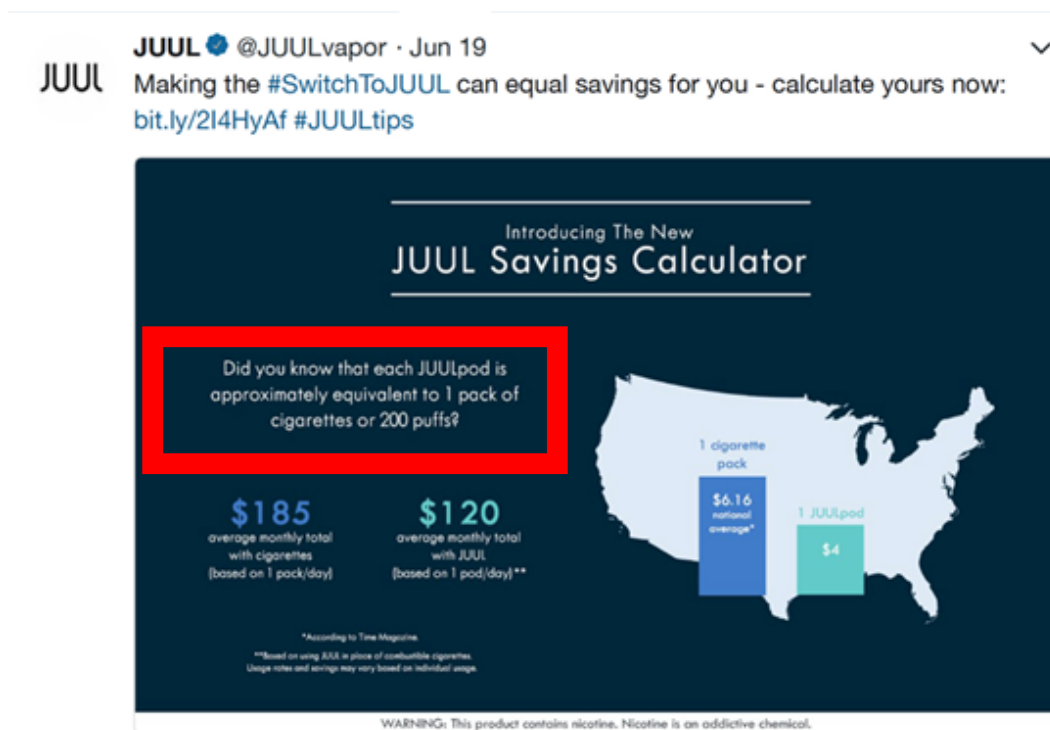 JUUL @JUULvapor · Jun 19
JUUL
Making the #SwitchToJUUL can equal savings for you - calculate yours now:
bit.ly/2I4HyAf #JUULtips
Introducing The New
JUUL Savings Calculator
Did you know that each JUULpod is
approximately equivalent to 1 pack of
cigarettes or 200 puffs?
$185
average monthly total
with cigarettes
(based on 1 pack/day)
$120
average monthly total
with JUUL
(based on 1 pod/day)**
1 cigarette
pack
$6.16
national
average*
1 JUULpod
$4
*According to Time Magazine.
**Based on using JUUL in place of combustible cigarettes.
Usage rates and savings may vary based on individual usage.
WARNING: This product contains nicotine. Nicotine is an addictive chemical.